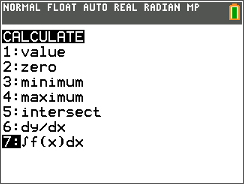 NORMAL FLOAT AUTO REAL RADIAN MP
CALCULATE
1:value
2:zero
3:minimum
4:maximum
5:intersect
6:dy/dx
7:∫f(x)dx